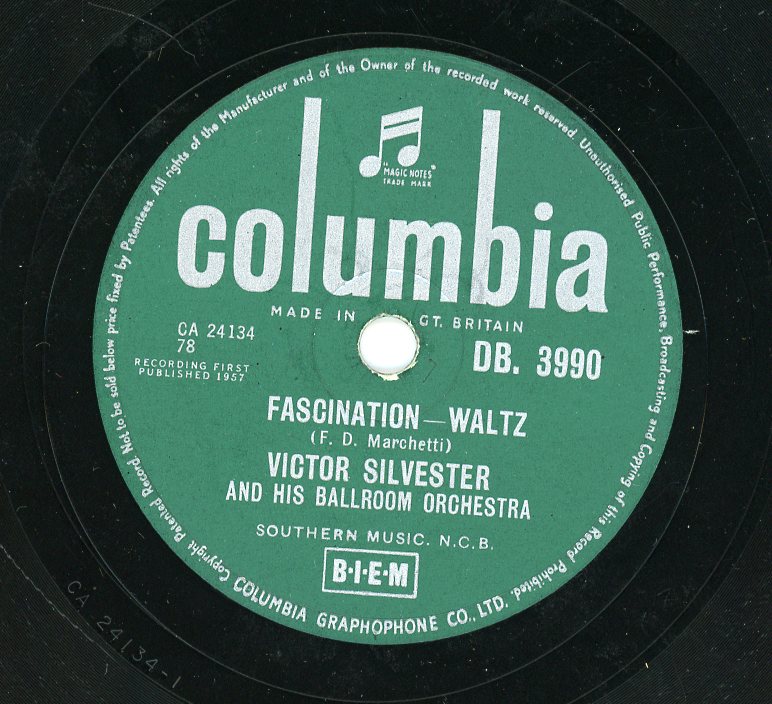 Copyright Patented Record Not to be sold below price fixed by Patentees. All rights of the Manufacturer and of the Owner of the recorded work reserved. Unauthorised Public Performance, Broadcasting and Copying of this Record Prohibited.
"MAGIC NOTES"
TRADE MARK
columbia
MADE IN GT. BRITAIN
CA 24134
78
DB. 3990
RECORDING FIRST
PUBLISHED 1957
FASCINATION—WALTZ
(F. D. Marchetti)
VICTOR SILVESTER
AND HIS BALLROOM ORCHESTRA
SOUTHERN MUSIC. N.C.B.
B·I·E·M
COLUMBIA GRAPHOPHONE CO., LTD.
CA 24134-1